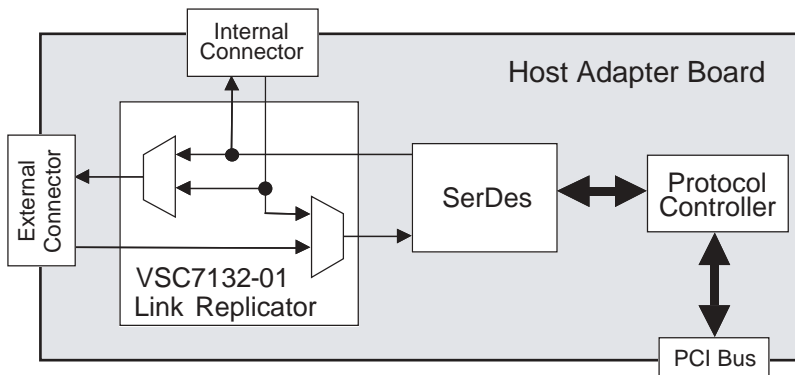 Internal
Connector
Host Adapter Board
External
Connector
SerDes
Protocol
Controller
VSC7132-01
Link Replicator
PCI Bus